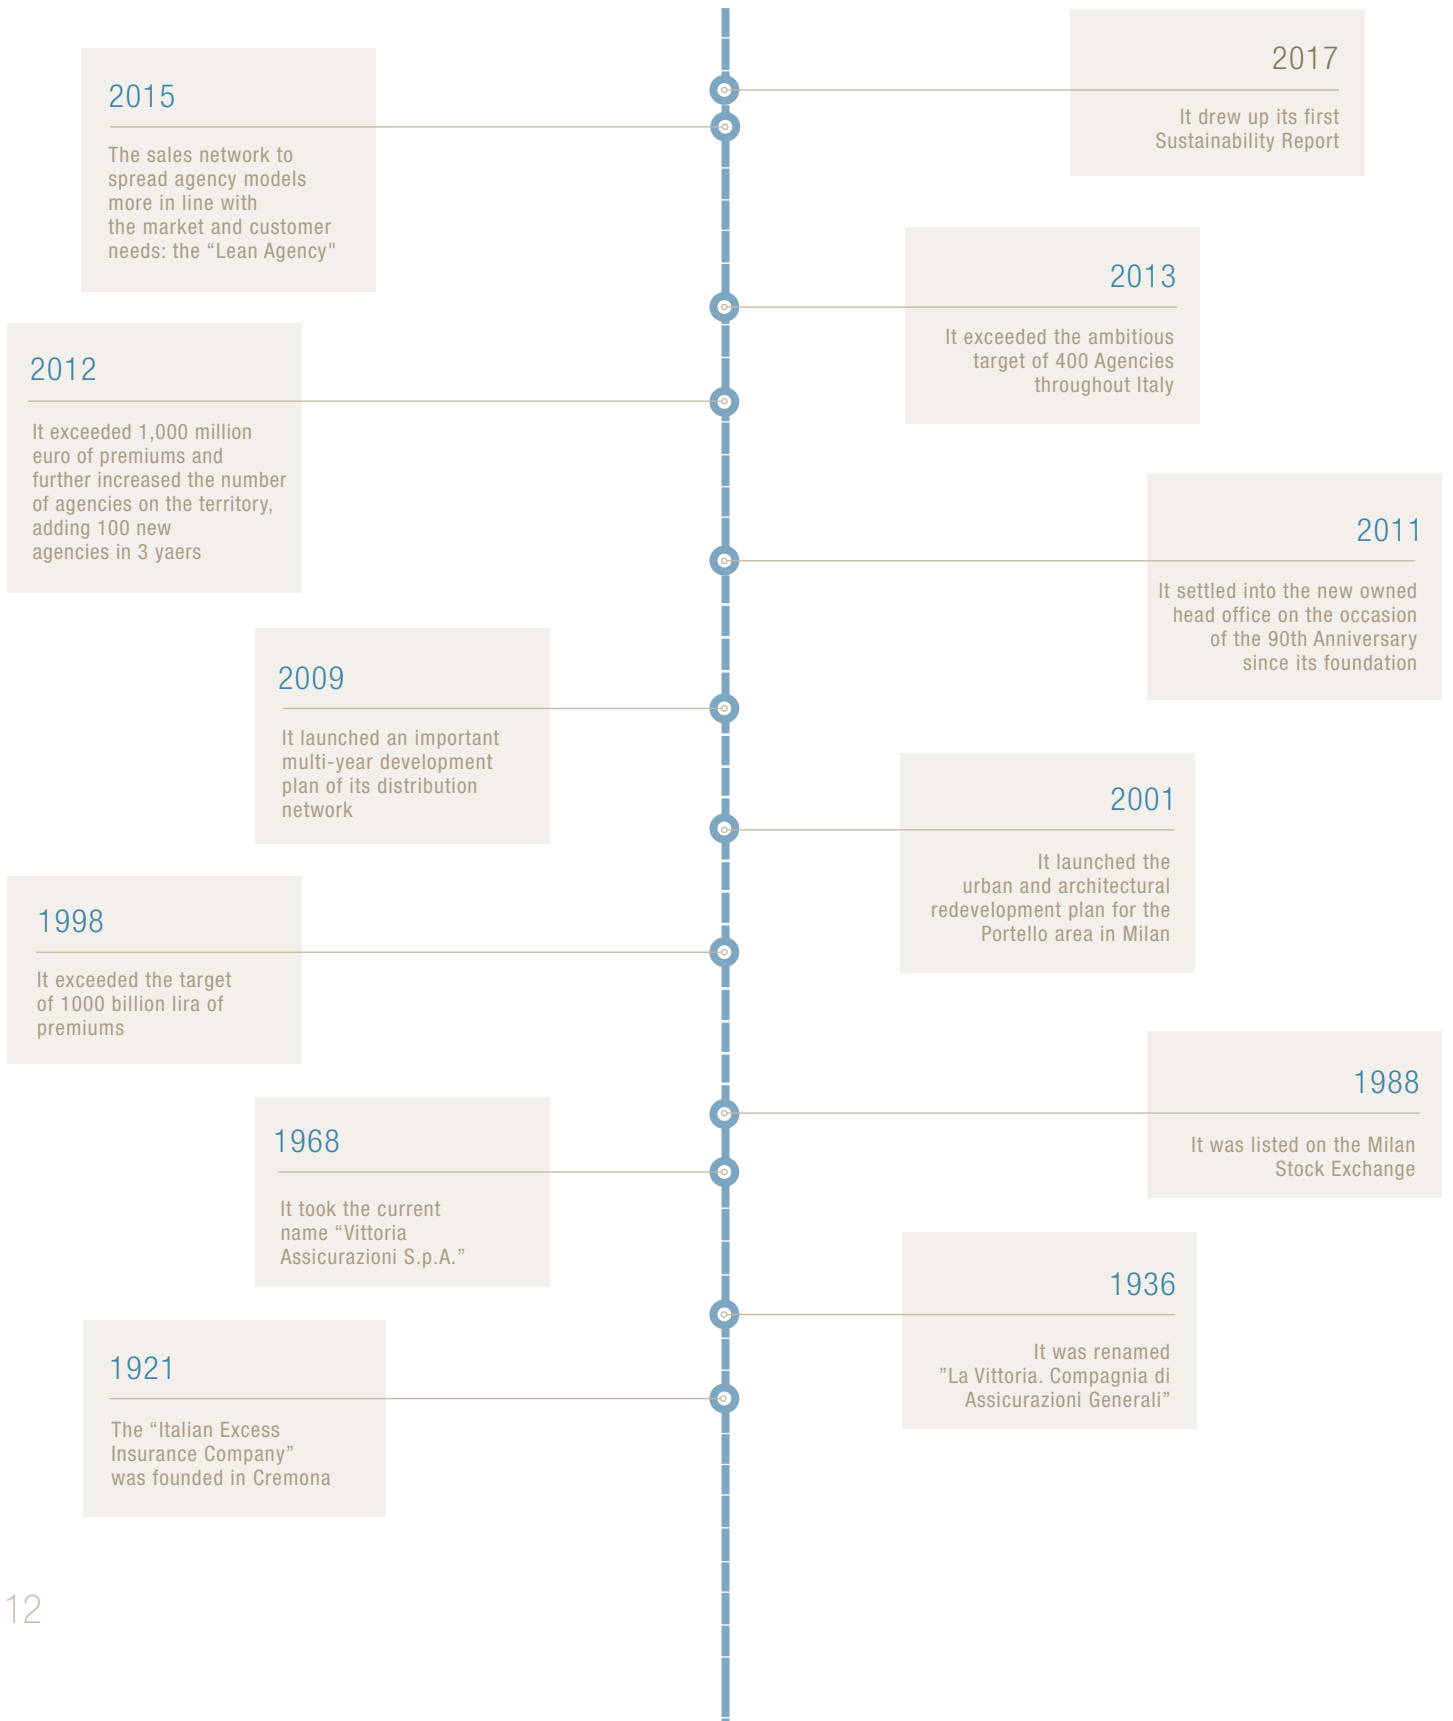 2017
It drew up its first
Sustainability Report
2015
The sales network to
spread agency models
more in line with
the market and customer
needs: the “Lean Agency"
2013
It exceeded the ambitious
target of 400 Agencies
throughout Italy
2012
It exceeded 1,000 million
euro of premiums and
further increased the number
of agencies on the territory,
adding 100 new
agencies in 3 yaers
2011
It settled into the new owned
head office on the occasion
of the 90th Anniversary
since its foundation
2009
It launched an important
multi-year development
plan of its distribution
network
2001
It launched the
urban and architectural
redevelopment plan for the
Portello area in Milan
1998
It exceeded the target
of 1000 billion lira of
premiums
1988
It was listed on the Milan
Stock Exchange
1968
It took the current
name “Vittoria
Assicurazioni S.p.A.”
1936
It was renamed
”La Vittoria. Compagnia di
Assicurazioni Generali”
1921
The “Italian Excess
Insurance Company”
was founded in Cremona
12